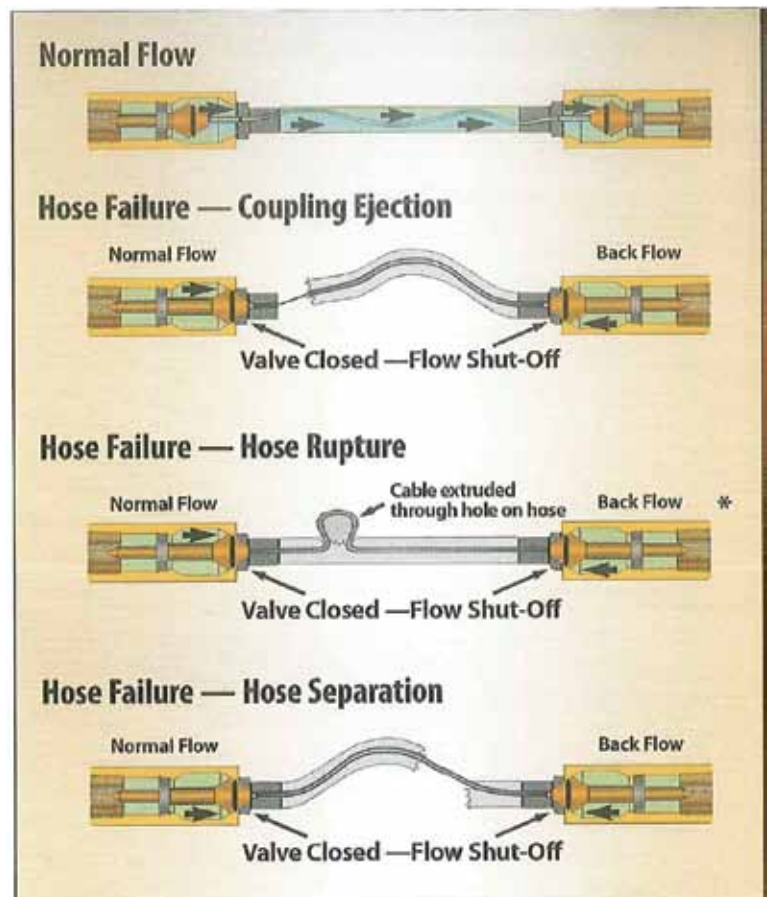 Normal Flow
Hose Failure — Coupling Ejection
Normal Flow
Back Flow
Valve Closed —Flow Shut-Off
Hose Failure — Hose Rupture
Cable extruded
through hole on hose
Normal Flow
Back Flow *
Valve Closed —Flow Shut-Off
Hose Failure — Hose Separation
Normal Flow
Back Flow
Valve Closed —Flow Shut-Off